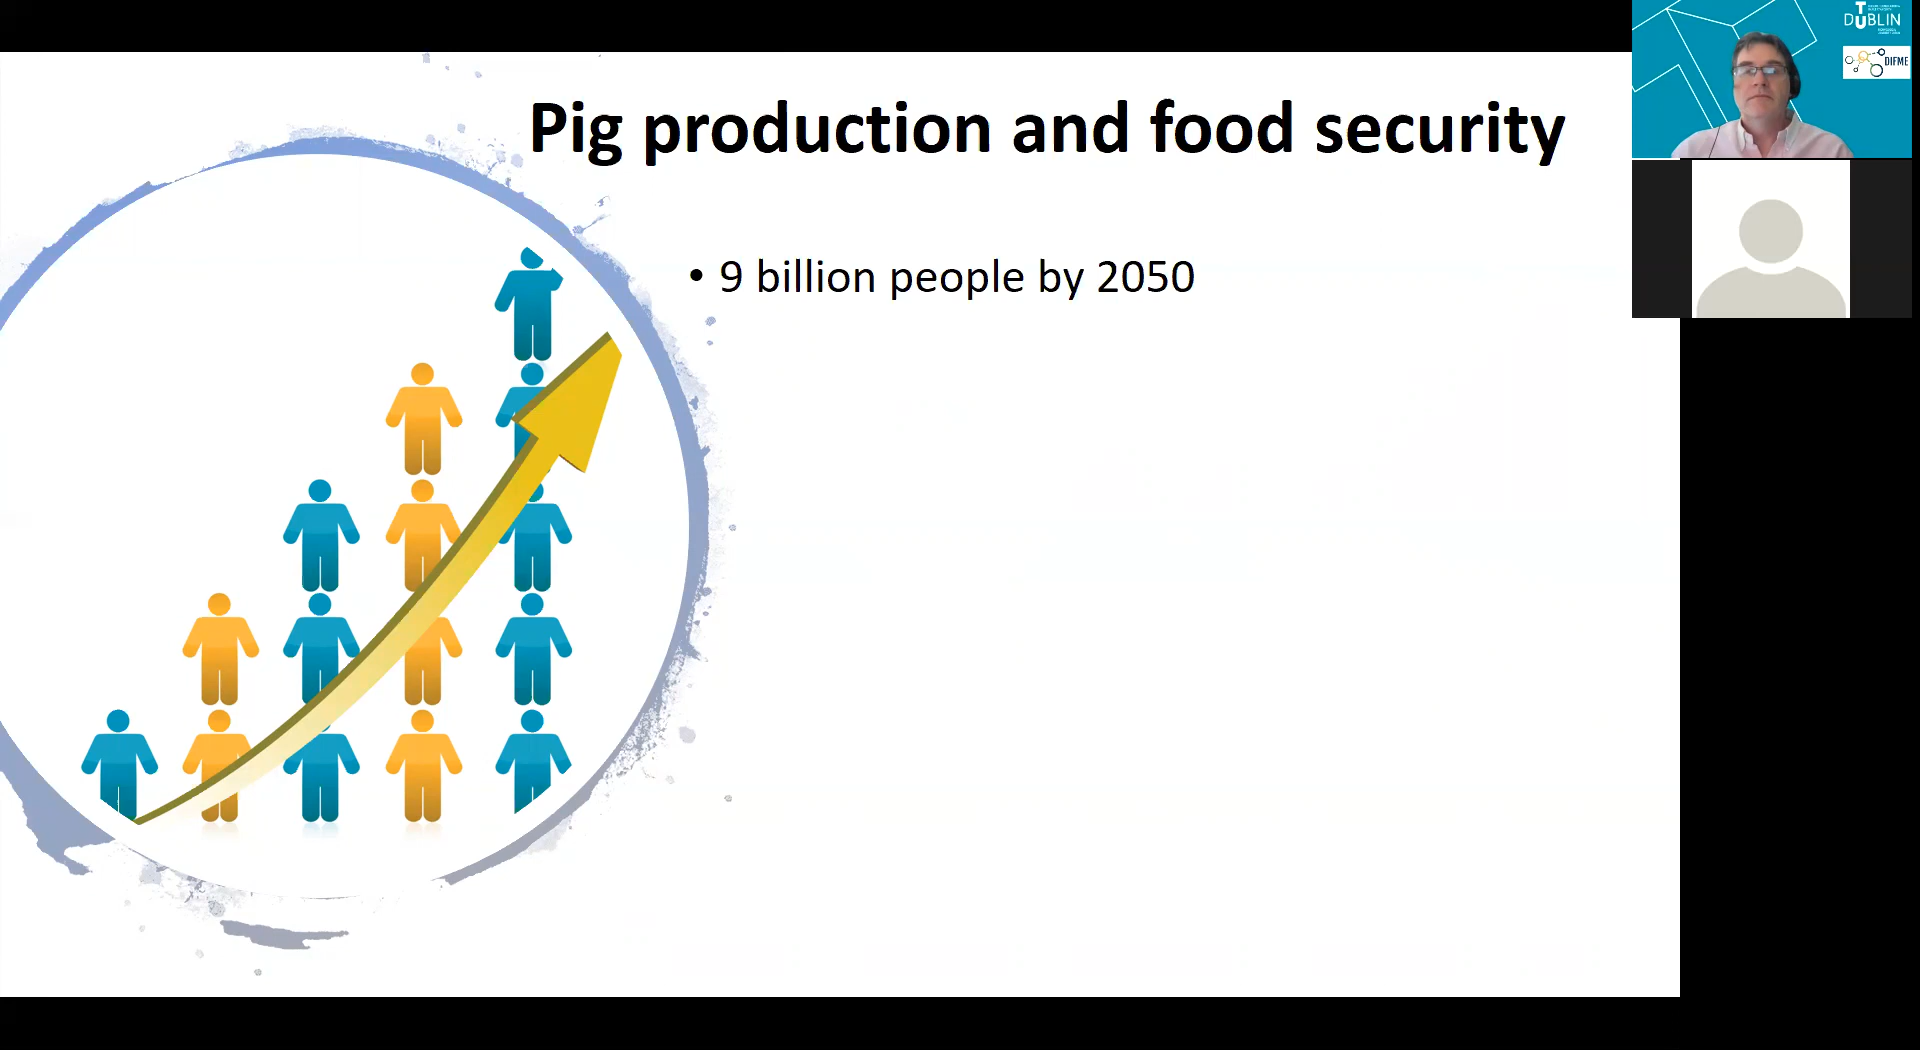 Pig production and food security
• 9 billion people by 2050
T
U
DUBLIN
DIFME